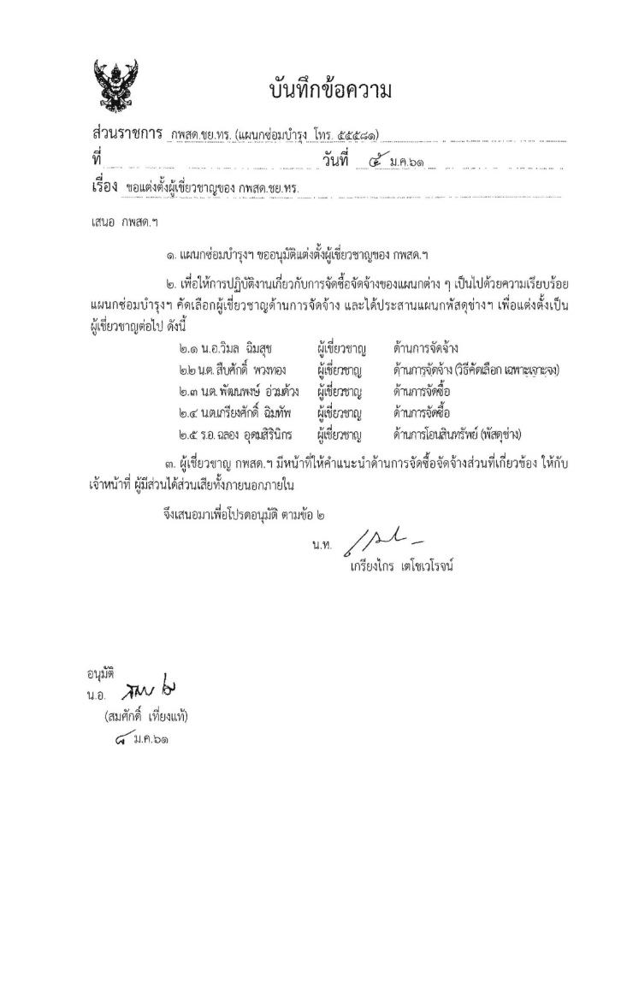 บันทึกข้อความ
ส่วนราชการ กพสด.ชย.ทร. (แผนกซ่อมบำรุง โทร. ๕๕๕๘๑)
ที่ วันที่ ๕ ม.ค.๖๑
เรื่อง ขอแต่งตั้งผู้เชี่ยวชาญของ กพสด.ชย.ทร.
เสนอ กพสด.ฯ
๑. แผนกซ่อมบำรุงฯ ขออนุมัติแต่งตั้งผู้เชี่ยวชาญของ กพสด.ฯ
๒. เพื่อให้การปฏิบัติงานเกี่ยวกับการจัดซื้อจัดจ้างของแผนกต่าง ๆ เป็นไปด้วยความเรียบร้อย
แผนกซ่อมบำรุงฯ คัดเลือกผู้เชี่ยวชาญด้านการจัดจ้าง และได้ประสานแผนกพัสดุช่างฯ เพื่อแต่งตั้งเป็น
ผู้เชี่ยวชาญต่อไป ดังนี้
๒.๑ น.อ.วิมล ฉิมสุช ผู้เชี่ยวชาญ ด้านการจัดจ้าง
๒.๒ น.ต. สืบศักดิ์ พวงทอง ผู้เชี่ยวชาญ ด้านการจัดจ้าง (วิธีคัดเลือก เฉพาะเจาะจง)
๒.๓ น.ต. พัฒนพงษ์ อ่วมด้วง ผู้เชี่ยวชาญ ด้านการจัดซื้อ
๒.๔ น.ต.เกรียงศักดิ์ ฉิมทัพ ผู้เชี่ยวชาญ ด้านการจัดซื้อ
๒.๕ ร.อ. ฉลอง อุดมสิรินิกร ผู้เชี่ยวชาญ ด้านการโอนสินทรัพย์ (พัสดุช่าง)
๓. ผู้เชี่ยวชาญ กพสด.ฯ มีหน้าที่ให้คำแนะนำด้านการจัดซื้อจัดจ้างส่วนที่เกี่ยวข้อง ให้กับ
เจ้าหน้าที่ ผู้มีส่วนได้ส่วนเสียทั้งภายนอกภายใน
จึงเสนอมาเพื่อโปรดอนุมัติ ตามข้อ ๒
น.ท.
เกรียงไกร เตโชเวโรจน์
อนุมัติ
น.อ.
(สมศักดิ์ เที่ยงแท้)
๘ ม.ค.๖๑